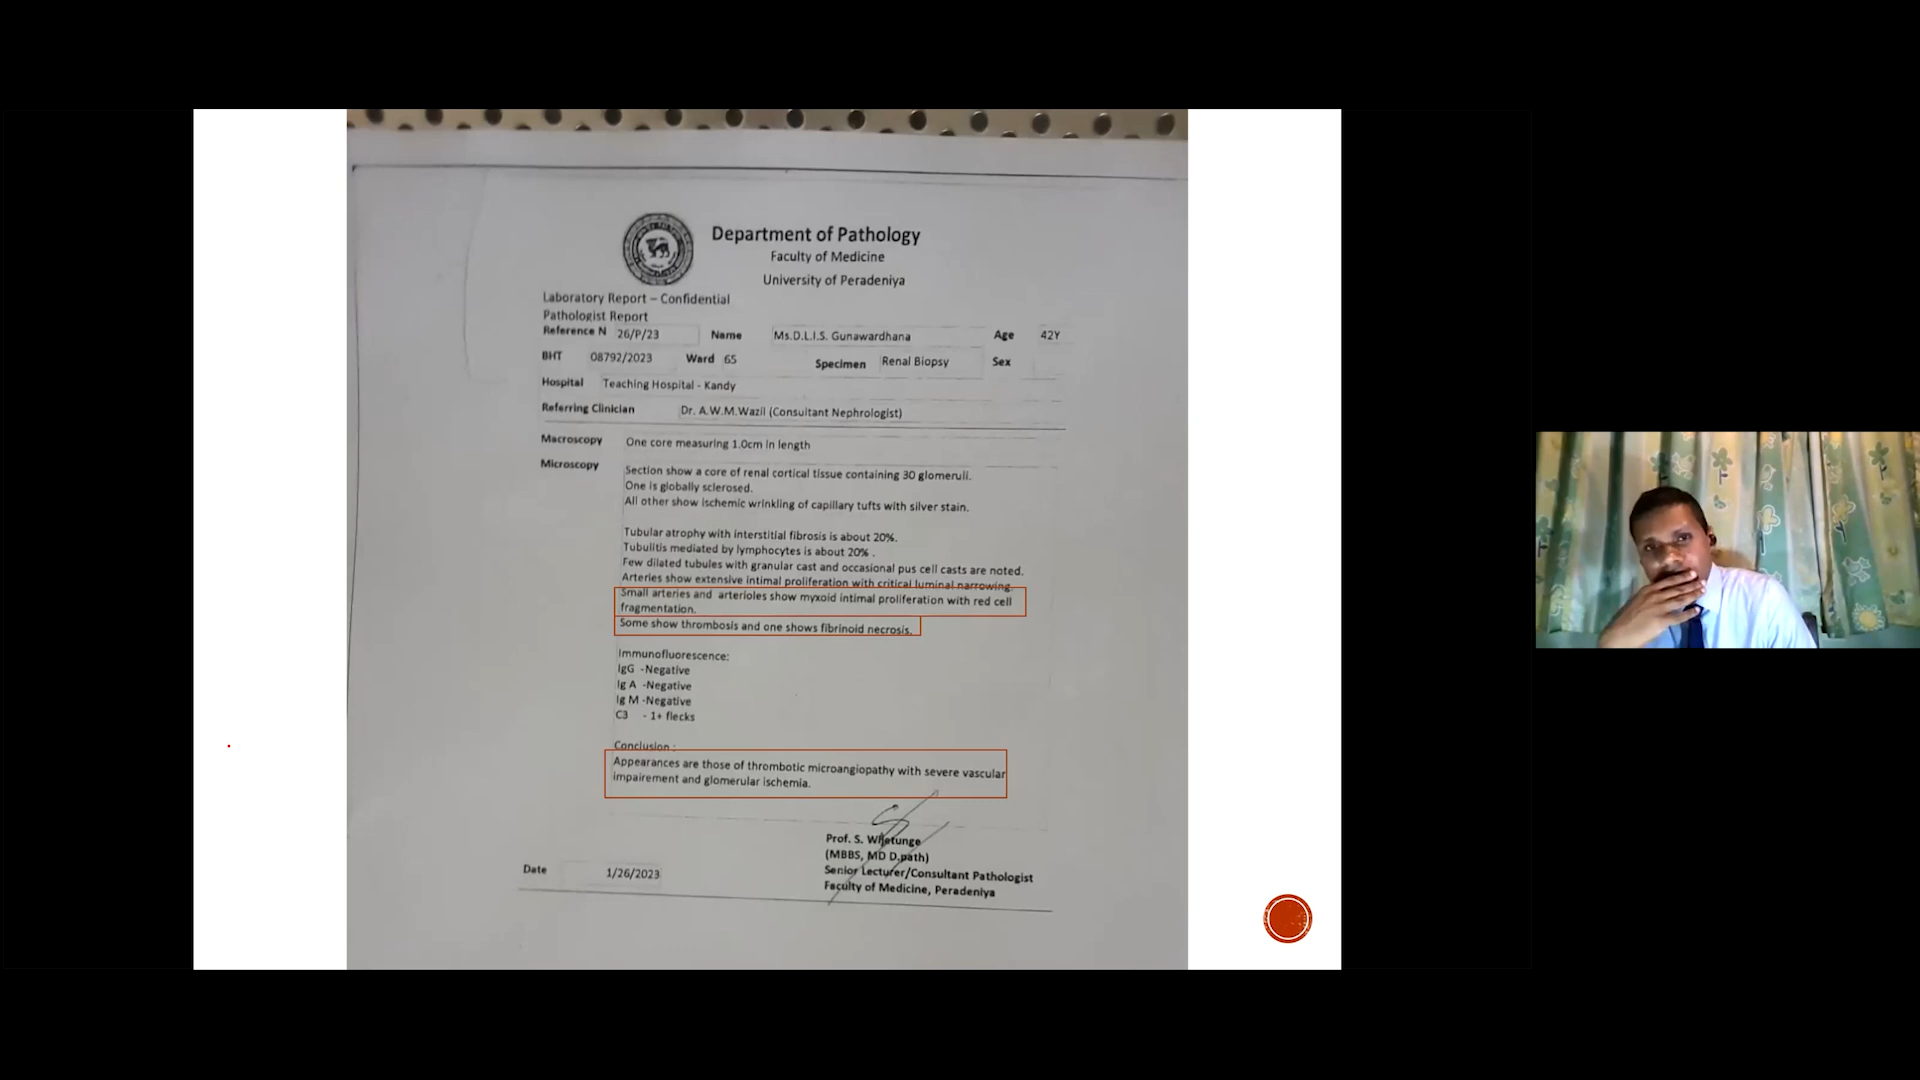 Department of Pathology
Faculty of Medicine
University of Peradeniya
Laboratory Report – Confidential
Pathologist Report
Reference N 26/P/23 Name Ms.D.L.I.S. Gunawardhana Age 42Y
BHT 08792/2023 Ward 65 Specimen Renal Biopsy Sex
Hospital Teaching Hospital - Kandy
Referring Clinician Dr. A.W.M.Wazil (Consultant Nephrologist)
Macroscopy One core measuring 1.0cm in length
Microscopy Section show a core of renal cortical tissue containing 30 glomeruli.
One is globally sclerosed.
All other show ischemic wrinkling of capillary tufts with silver stain.
Tubular atrophy with interstitial fibrosis is about 20%.
Tubulitis mediated by lymphocytes is about 20% .
Few dilated tubules with granular cast and occasional pus cell casts are noted.
Arteries show extensive intimal proliferation with critical luminal narrowing.
Small arteries and arterioles show myxoid intimal proliferation with red cell
fragmentation.
Some show thrombosis and one shows fibrinoid necrosis.
Immunofluorescence:
IgG -Negative
Ig A -Negative
Ig M -Negative
C3 - 1+ flecks
Conclusion :
Appearances are those of thrombotic microangiopathy with severe vascular
impairement and glomerular ischemia.
Prof. S. Wijetunge
(MBBS, MD D.path)
Senior Lecturer/Consultant Pathologist
Faculty of Medicine, Peradeniya
Date 1/26/2023